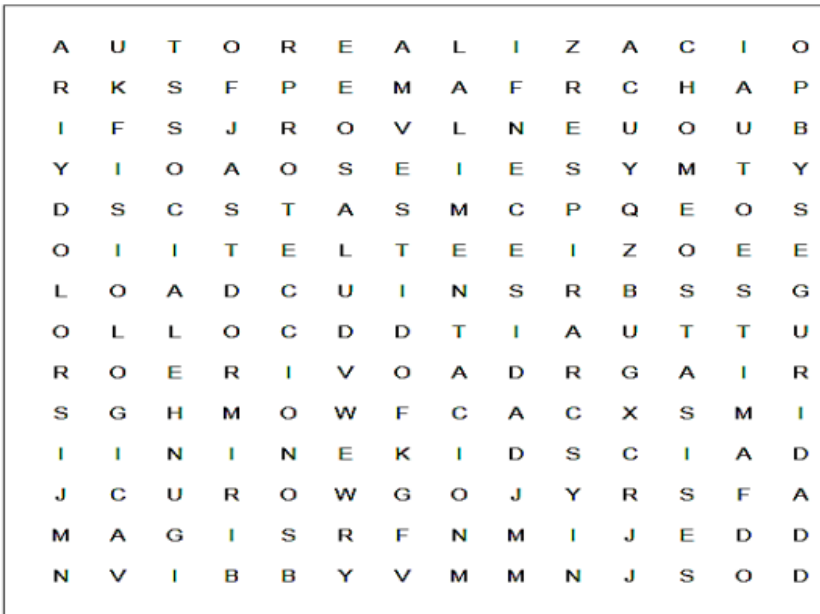 A U T O R E A L I Z A C I O
R K S F P E M A F R C H A P
I F S J R O V L N E U O U B
Y I O A O S E I E S Y M T Y
D S C S T A S M C P Q E O S
O I I T E L T E E I Z O E E
L O A D C U I N S R B S S G
O L L O C D D T I A U T T U
R O E R I V O A D R G A I R
S G H M O W F C A C X S M I
I I N I N E K I D S C I A D
J C U R O W G O J Y R S F A
M A G I S R F N M I J E D D
N V I B B Y V M M N J S O D